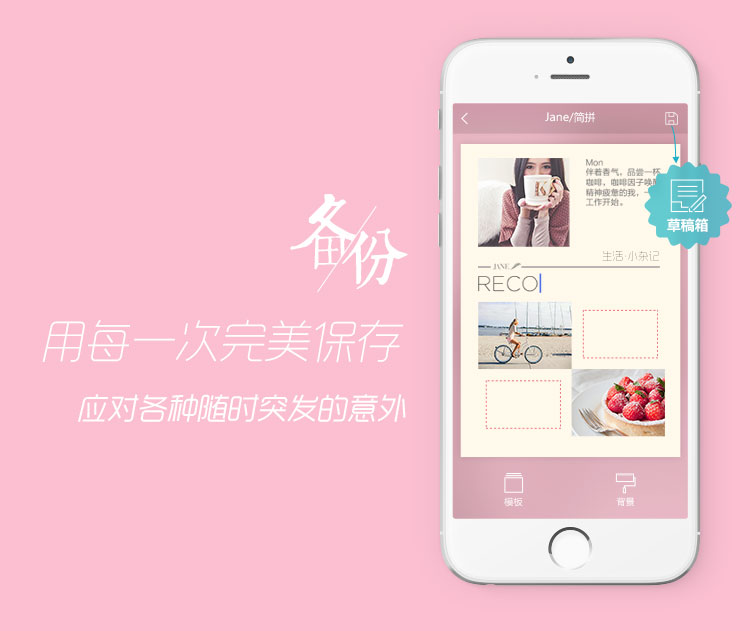 备份
用每一次完美保存
应对各种随时突发的意外
Jane/简拼
Mon
伴着香气，品尝一杯
咖啡，咖啡因子唤醒
精神疲惫的我，一
工作开始。
草稿箱
生活·小杂记
JANE
RECO
模板
背景